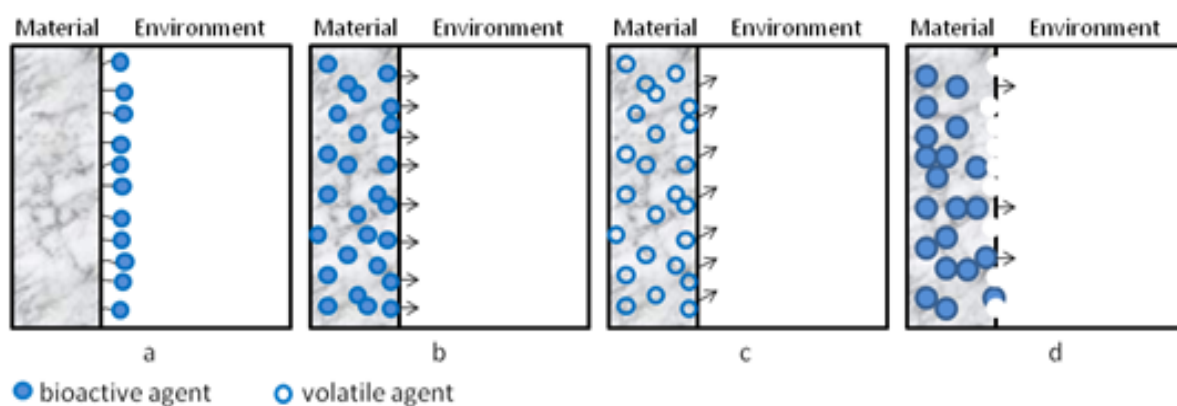 Material Environment Material Environment Material Environment Material Environment
a b c d
bioactive agent volatile agent